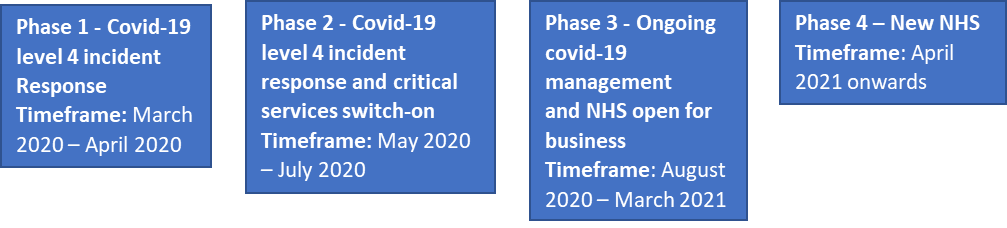 Phase 1 - Covid-19
level 4 incident
Response
Timeframe: March
2020 – April 2020
Phase 2 - Covid-19
level 4 incident
response and critical
services switch-on
Timeframe: May 2020
– July 2020
Phase 3 - Ongoing
covid-19
management
and NHS open for
business
Timeframe: August
2020 – March 2021
Phase 4 – New NHS
Timeframe: April
2021 onwards